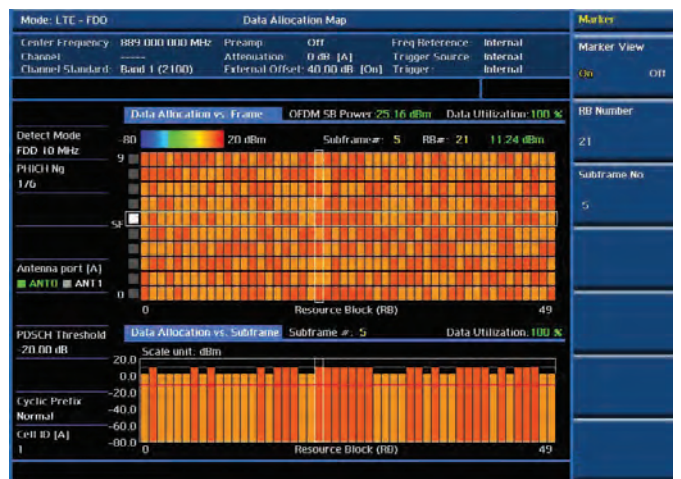 Mode: LTE - FDD
Data Allocation Map
Marker
Center Frequency: 889.000 000 MHz
Preamp: Off
Freq Reference: Internal
Channel: -----
Attenuation: 0 dB [A]
Trigger Source: Internal
Channel Standard: Band 1 (2100)
External Offset: 40.00 dB [On]
Trigger: Internal
Marker View
On Off
Data Allocation vs. Frame
OFDM SB Power:25.16 dBm
Data Utilization:100 %
RB Number
21
Detect Mode
FDD 10 MHz
-80
20 dBm
Subframe#: 5
RB#: 21
11.24 dBm
PHICH Ng
1/6
9
Subframe No
5
SF
Antenna port [A]
ANT0 ANT1
0
0
Resource Block (RB)
49
PDSCH Threshold
-20.00 dB
Data Allocation vs. Subframe
Subframe #: 5
Data Utilization:100 %
Scale unit: dBm
20.0
0.0
-20.0
-40.0
-60.0
-80.0
Cyclic Prefix
Normal
Cell ID [A]
1
0
Resource Block (RB)
49